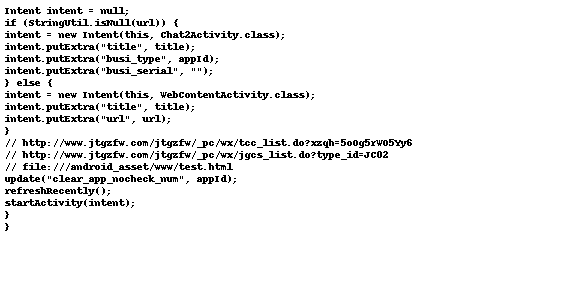 Intent intent = null;
if (StringUtil.isNull(url)) {
intent = new Intent(this, Chat2Activity.class);
intent.putExtra("title", title);
intent.putExtra("busi_type", appId);
intent.putExtra("busi_serial", "");
} else {
intent = new Intent(this, WebContentActivity.class);
intent.putExtra("title", title);
intent.putExtra("url", url);
}
// http://www.jtgzfw.com/jtgzfw/_pc/wx/tcc_list.do?xzqh=5o0g5rW05Yy6
// http://www.jtgzfw.com/jtgzfw/_pc/wx/jgcs_list.do?type_id=JC02
// file:///android_asset/www/test.html
update("clear_app_nocheck_num", appId);
refreshRecently();
startActivity(intent);
}
}